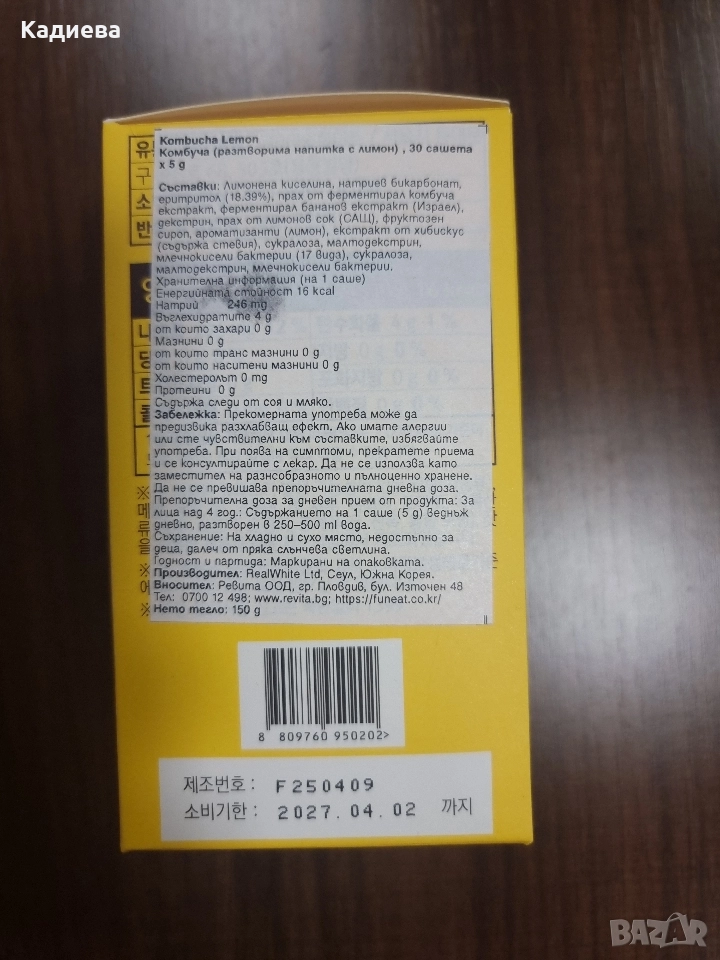 Кадиева
Kombucha Lemon
Комбуча (разтворима напитка с лимон) , 30 сашета
x 5 g
Съставки: Лимонена киселина, натриев бикарбонат,
еритритол (18.39%), прах от ферментирал комбуча
екстракт, ферментирал бананов екстракт (Израел),
декстрин, прах от лимонов сок (САЩ), фруктозен
сироп, ароматизанти (лимон), екстракт от хибискус
(съдържа стевия), сукралоза, малтодекстрин,
млечнокисели бактерии (17 вида), сукралоза,
малтодекстрин, млечнокисели бактерии.
Хранителна информация (на 1 саше)
Енергийната стойност 16 kcal
Натрий 246 mg
Въглехидратите 4 g
от които захари 0 g
Мазнини 0 g
от които транс мазнини 0 g
от които наситени мазнини 0 g
Холестеролът 0 mg
Протеини 0 g
Съдържа следи от соя и мляко.
Забележка: Прекомерната употреба може да
предизвика разхлабващ ефект. Ако имате алергии
или сте чувствителни към съставките, избягвайте
употреба. При поява на симптоми, прекратете приема
и се консултирайте с лекар. Да не се използва като
заместител на разнообразното и пълноценно хранене.
Да не се превишава препоръчителната дневна доза.
Препоръчителна доза за дневен прием от продукта: За
лица над 4 год.: Съдържанието на 1 саше (5 g) веднъж
дневно, разтворен в 250-500 ml вода.
Съхранение: На хладно и сухо място, недостъпно за
деца, далеч от пряка слънчева светлина.
Годност и партида: Маркирани на опаковката.
Производител: RealWhite Ltd, Сеул, Южна Корея.
Вносител: Ревита ООД, гр. Пловдив, бул. Източен 48
Тел: 0700 12 498; www.revita.bg; https://funeat.co.kr/
Нето тегло: 150 g
8 809760 950202>
제조번호 : F250409
소비기한 : 2027.04.02 까지
BAZAR